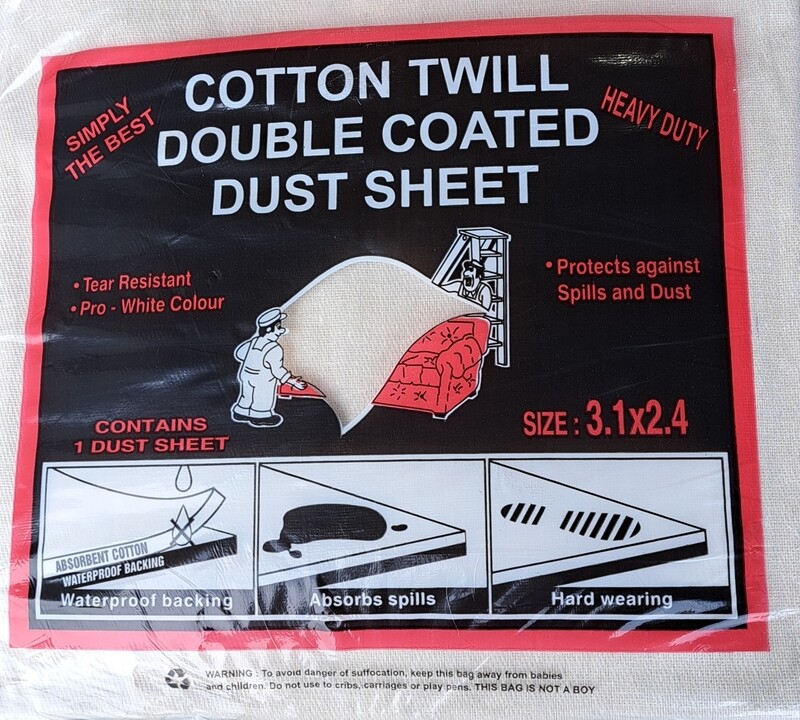 COTTON TWILL
DOUBLE COATED
DUST SHEET
SIMPLY
THE BEST
HEAVY DUTY
• Tear Resistant
• Pro - White Colour
• Protects against
Spills and Dust
CONTAINS
1 DUST SHEET
SIZE : 3.1x2.4
ABSORBENT COTTON
WATERPROOF BACKING
Waterproof backing
Absorbs spills
Hard wearing
WARNING : To avoid danger of suffocation, keep this bag away from babies
and children. Do not use to cribs, carriages or play pens. THIS BAG IS NOT A BOY